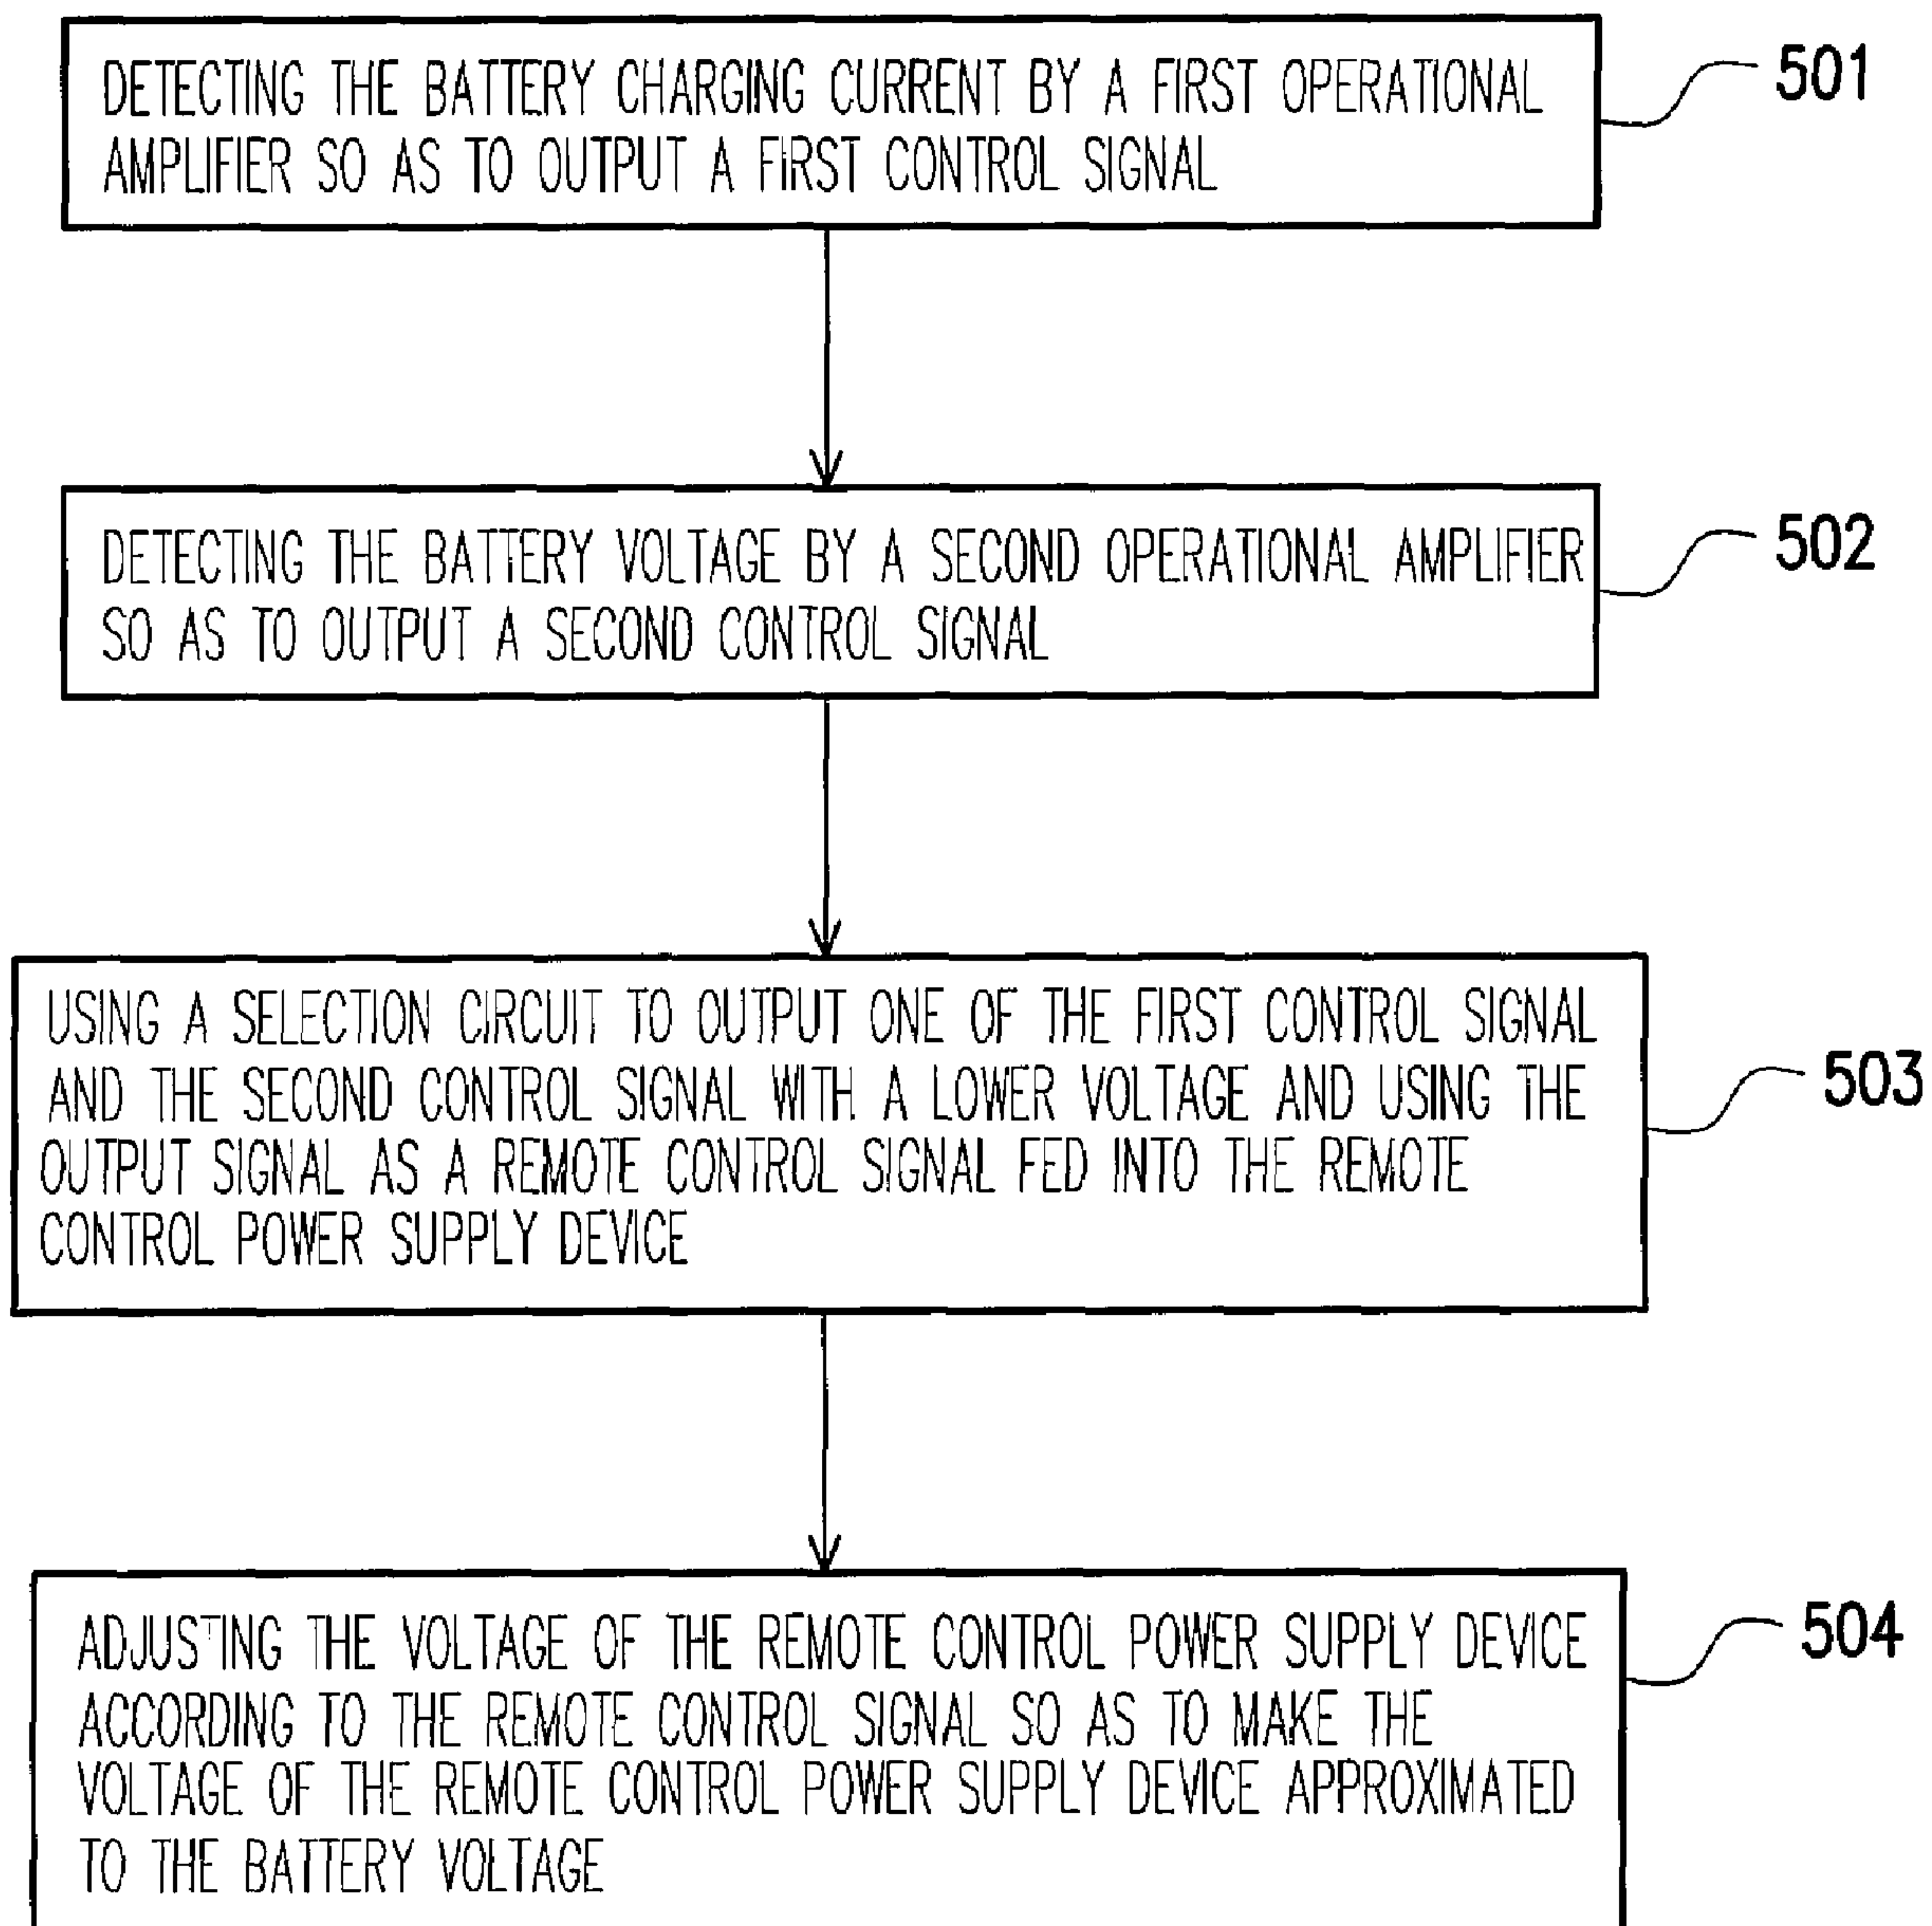 DETECTING THE BATTERY CHARGING CURRENT BY A FIRST OPERATIONAL
AMPLIFIER SO AS TO OUTPUT A FIRST CONTROL SIGNAL
501
DETECTING THE BATTERY VOLTAGE BY A SECOND OPERATIONAL AMPLIFIER
SO AS TO OUTPUT A SECOND CONTROL SIGNAL
502
USING A SELECTION CIRCUIT TO OUTPUT ONE OF THE FIRST CONTROL SIGNAL
AND THE SECOND CONTROL SIGNAL WITH A LOWER VOLTAGE AND USING THE
OUTPUT SIGNAL AS A REMOTE CONTROL SIGNAL FED INTO THE REMOTE
CONTROL POWER SUPPLY DEVICE
503
ADJUSTING THE VOLTAGE OF THE REMOTE CONTROL POWER SUPPLY DEVICE
ACCORDING TO THE REMOTE CONTROL SIGNAL SO AS TO MAKE THE
VOLTAGE OF THE REMOTE CONTROL POWER SUPPLY DEVICE APPROXIMATED
TO THE BATTERY VOLTAGE
504